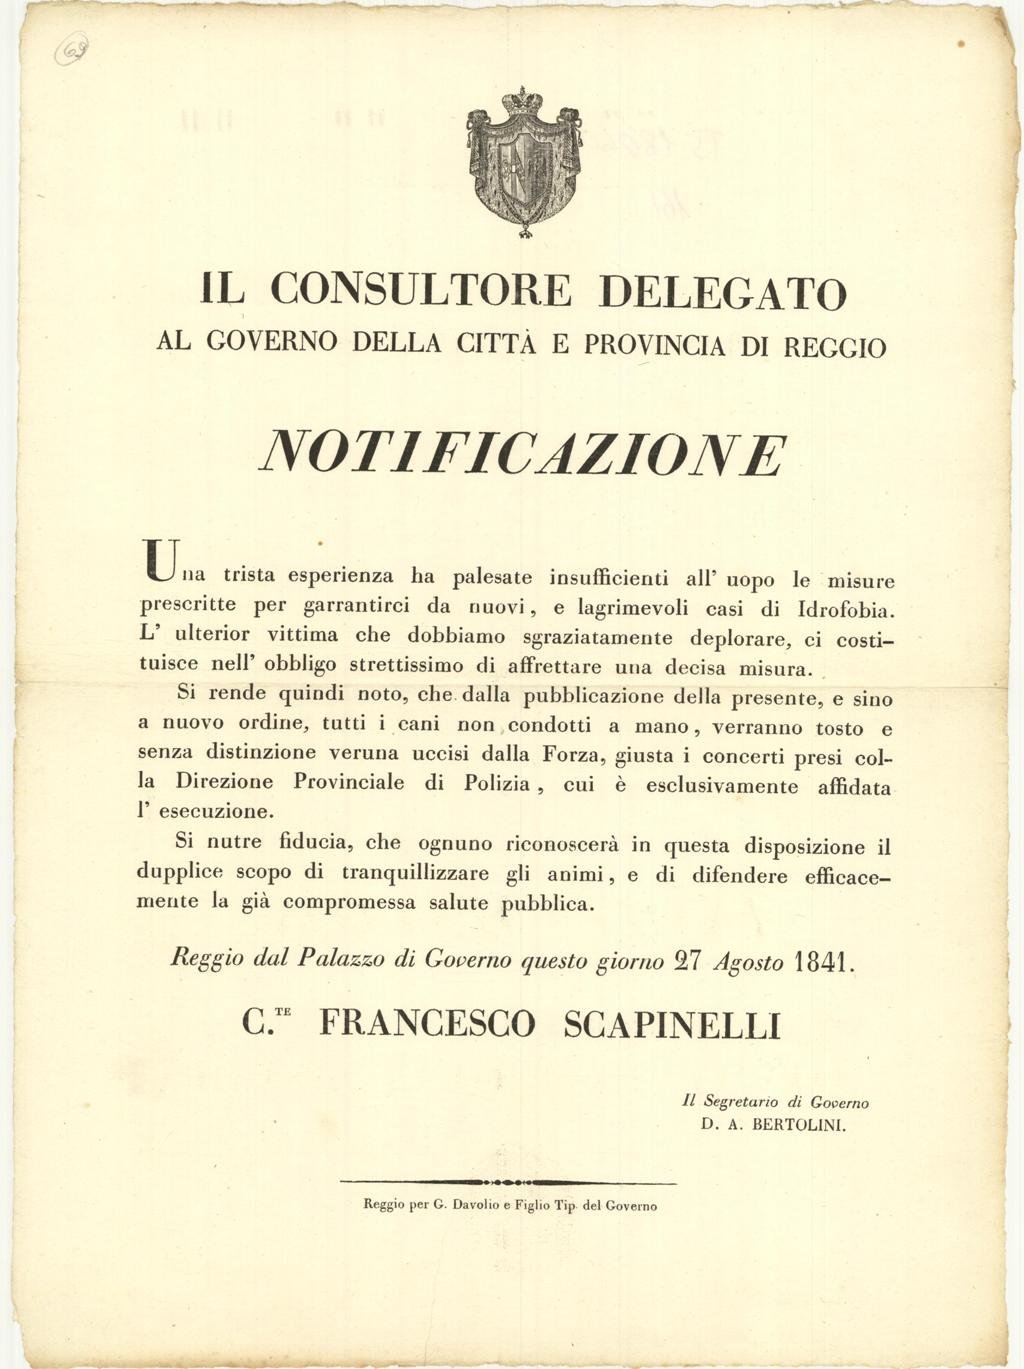 69
IL CONSULTORE DELEGATO
AL GOVERNO DELLA CITTÀ E PROVINCIA DI REGGIO
NOTIFICAZIONE
Una trista esperienza ha palesate insufficienti all' uopo le misure
prescritte per garrantirci da nuovi, e lagrimevoli casi di Idrofobia.
L' ulterior vittima che dobbiamo sgraziatamente deplorare, ci costi-
tuisce nell' obbligo strettissimo di affrettare una decisa misura.
Si rende quindi noto, che dalla pubblicazione della presente, e sino
a nuovo ordine, tutti i cani non condotti a mano, verranno tosto e
senza distinzione veruna uccisi dalla Forza, giusta i concerti presi col-
la Direzione Provinciale di Polizia, cui è esclusivamente affidata
l' esecuzione.
Si nutre fiducia, che ognuno riconoscerà in questa disposizione il
dupplice scopo di tranquillizzare gli animi, e di difendere efficace-
mente la già compromessa salute pubblica.
Reggio dal Palazzo di Governo questo giorno 27 Agosto 1841.
C.TE FRANCESCO SCAPINELLI
Il Segretario di Governo
D. A. BERTOLINI.
Reggio per G. Davolio e Figlio Tip. del Governo